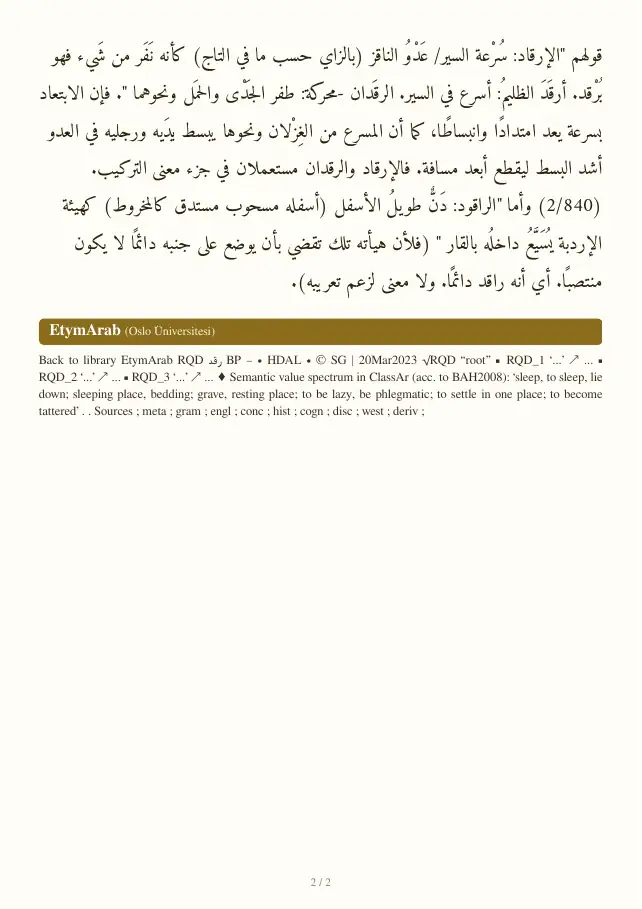 قولهم "الإرقاد: سُرْعة السير/ عَدْوُ الناقز (بالزاي حسب ما في التاج) كأنه نَفَر من شَيء فهو
يُرْقد. أرقَدَ الظليمُ: أسرع في السير. الرقَدان -محركة: طفر الجَدْى والحمَل ونحوهما ". فإن الابتعاد
بسرعة يعد امتدادًا وانبساطًا، كما أن المسرع من الغِزْلان ونحوها يبسط يدَيه ورجليه في العدو
أشد البسط ليقطع أبعد مسافة. فالإرقاد والرقدان مستعملان في جزء معنى التركيب.
(2/840) وأما "الراقود: دَنٌّ طويلُ الأسفل (أسفله مسحوب مستدق كالمخروط) كهيئة
الإردبة يُسَيَّعُ داخلُه بالقار " (فلأن هيأته تلك تقضي بأن يوضع على جنبه دائمًا لا يكون
منتصبًا. أي أنه راقد دائمًا. ولا معنى لزعم تعريبه).
EtymArab (Oslo Üniversitesi)
Back to library EtymArab RQD رقد BP – • HDAL • © SG | 20Mar2023 √RQD “root” ▪ RQD_1 ‘...’ ↗ ... ▪
RQD_2 ‘...’ ↗ ... ▪ RQD_3 ‘...’ ↗ ... ♦ Semantic value spectrum in ClassAr (acc. to BAH2008): ‘sleep, to sleep, lie
down; sleeping place, bedding; grave, resting place; to be lazy, be phlegmatic; to settle in one place; to become
tattered’ . . Sources ; meta ; gram ; engl ; conc ; hist ; cogn ; disc ; west ; deriv ;
2 / 2